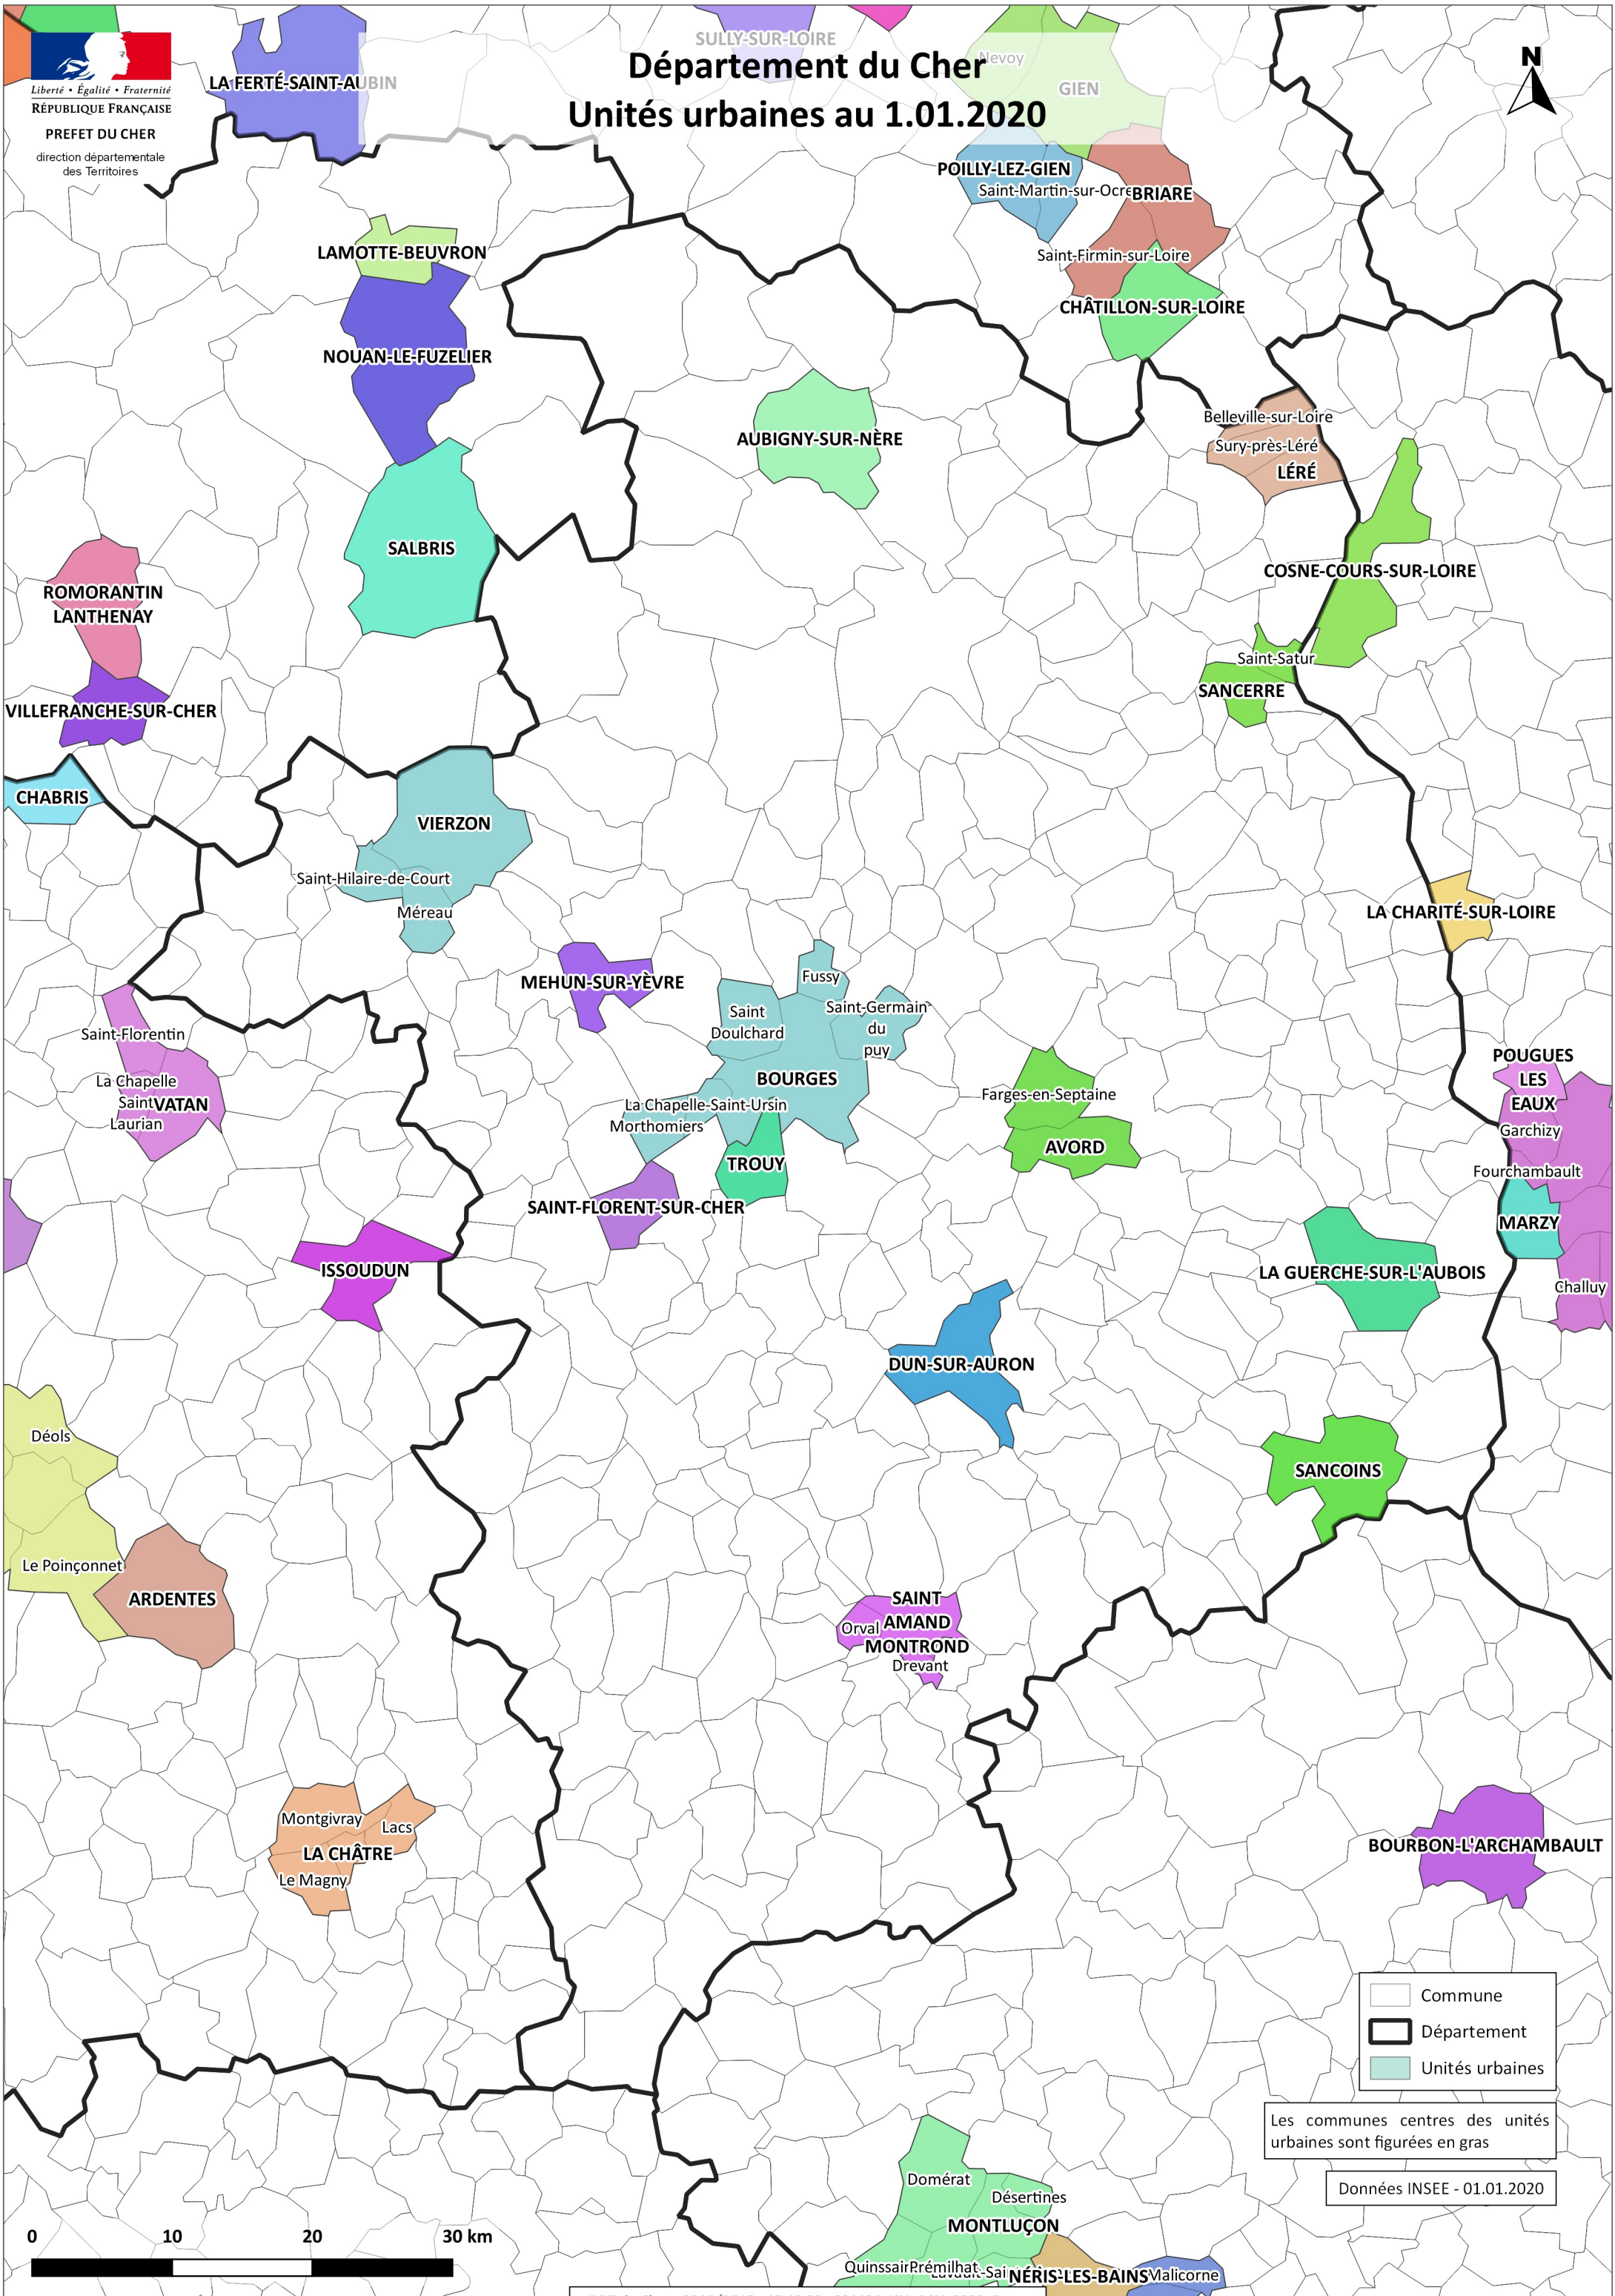 Département du Cher
Unités urbaines au 1.01.2020
Liberté • Égalité • Fraternité
RÉPUBLIQUE FRANÇAISE
PREFET DU CHER
direction départementale
des Territoires
N
SULLY-SUR-LOIRE
Nevoy
LA FERTÉ-SAINT-AUBIN
GIEN
POILLY-LEZ-GIEN
Saint-Martin-sur-Ocre
BRIARE
LAMOTTE-BEUVRON
Saint-Firmin-sur-Loire
CHÂTILLON-SUR-LOIRE
NOUAN-LE-FUZELIER
Belleville-sur-Loire
AUBIGNY-SUR-NÈRE
Sury-près-Léré
LÉRÉ
SALBRIS
COSNE-COURS-SUR-LOIRE
ROMORANTIN
LANTHENAY
Saint-Satur
SANCERRE
VILLEFRANCHE-SUR-CHER
CHABRIS
VIERZON
Saint-Hilaire-de-Court
Méreau
LA CHARITÉ-SUR-LOIRE
MEHUN-SUR-YÈVRE
Fussy
Saint
Doulchard
Saint-Germain
du
puy
Saint-Florentin
BOURGES
POUGUES
LES
EAUX
La Chapelle
Saint
Laurian
VATAN
La Chapelle-Saint-Ursin
Morthomiers
Farges-en-Septaine
Garchizy
AVORD
TROUY
Fourchambault
SAINT-FLORENT-SUR-CHER
MARZY
ISSOUDUN
LA GUERCHE-SUR-L'AUBOIS
Challuy
DUN-SUR-AURON
Déols
SANCOINS
Le Poinçonnet
ARDENTES
SAINT
AMAND
MONTROND
Orval
Drevant
Montgivray
Lacs
LA CHÂTRE
Le Magny
BOURBON-L'ARCHAMBAULT
Commune
Département
Unités urbaines
Les communes centres des unités
urbaines sont figurées en gras
Données INSEE - 01.01.2020
Domérat
Désertines
MONTLUÇON
Prémilhat
NÉRIS-LES-BAINS
Malicorne
0 10 20 30 km